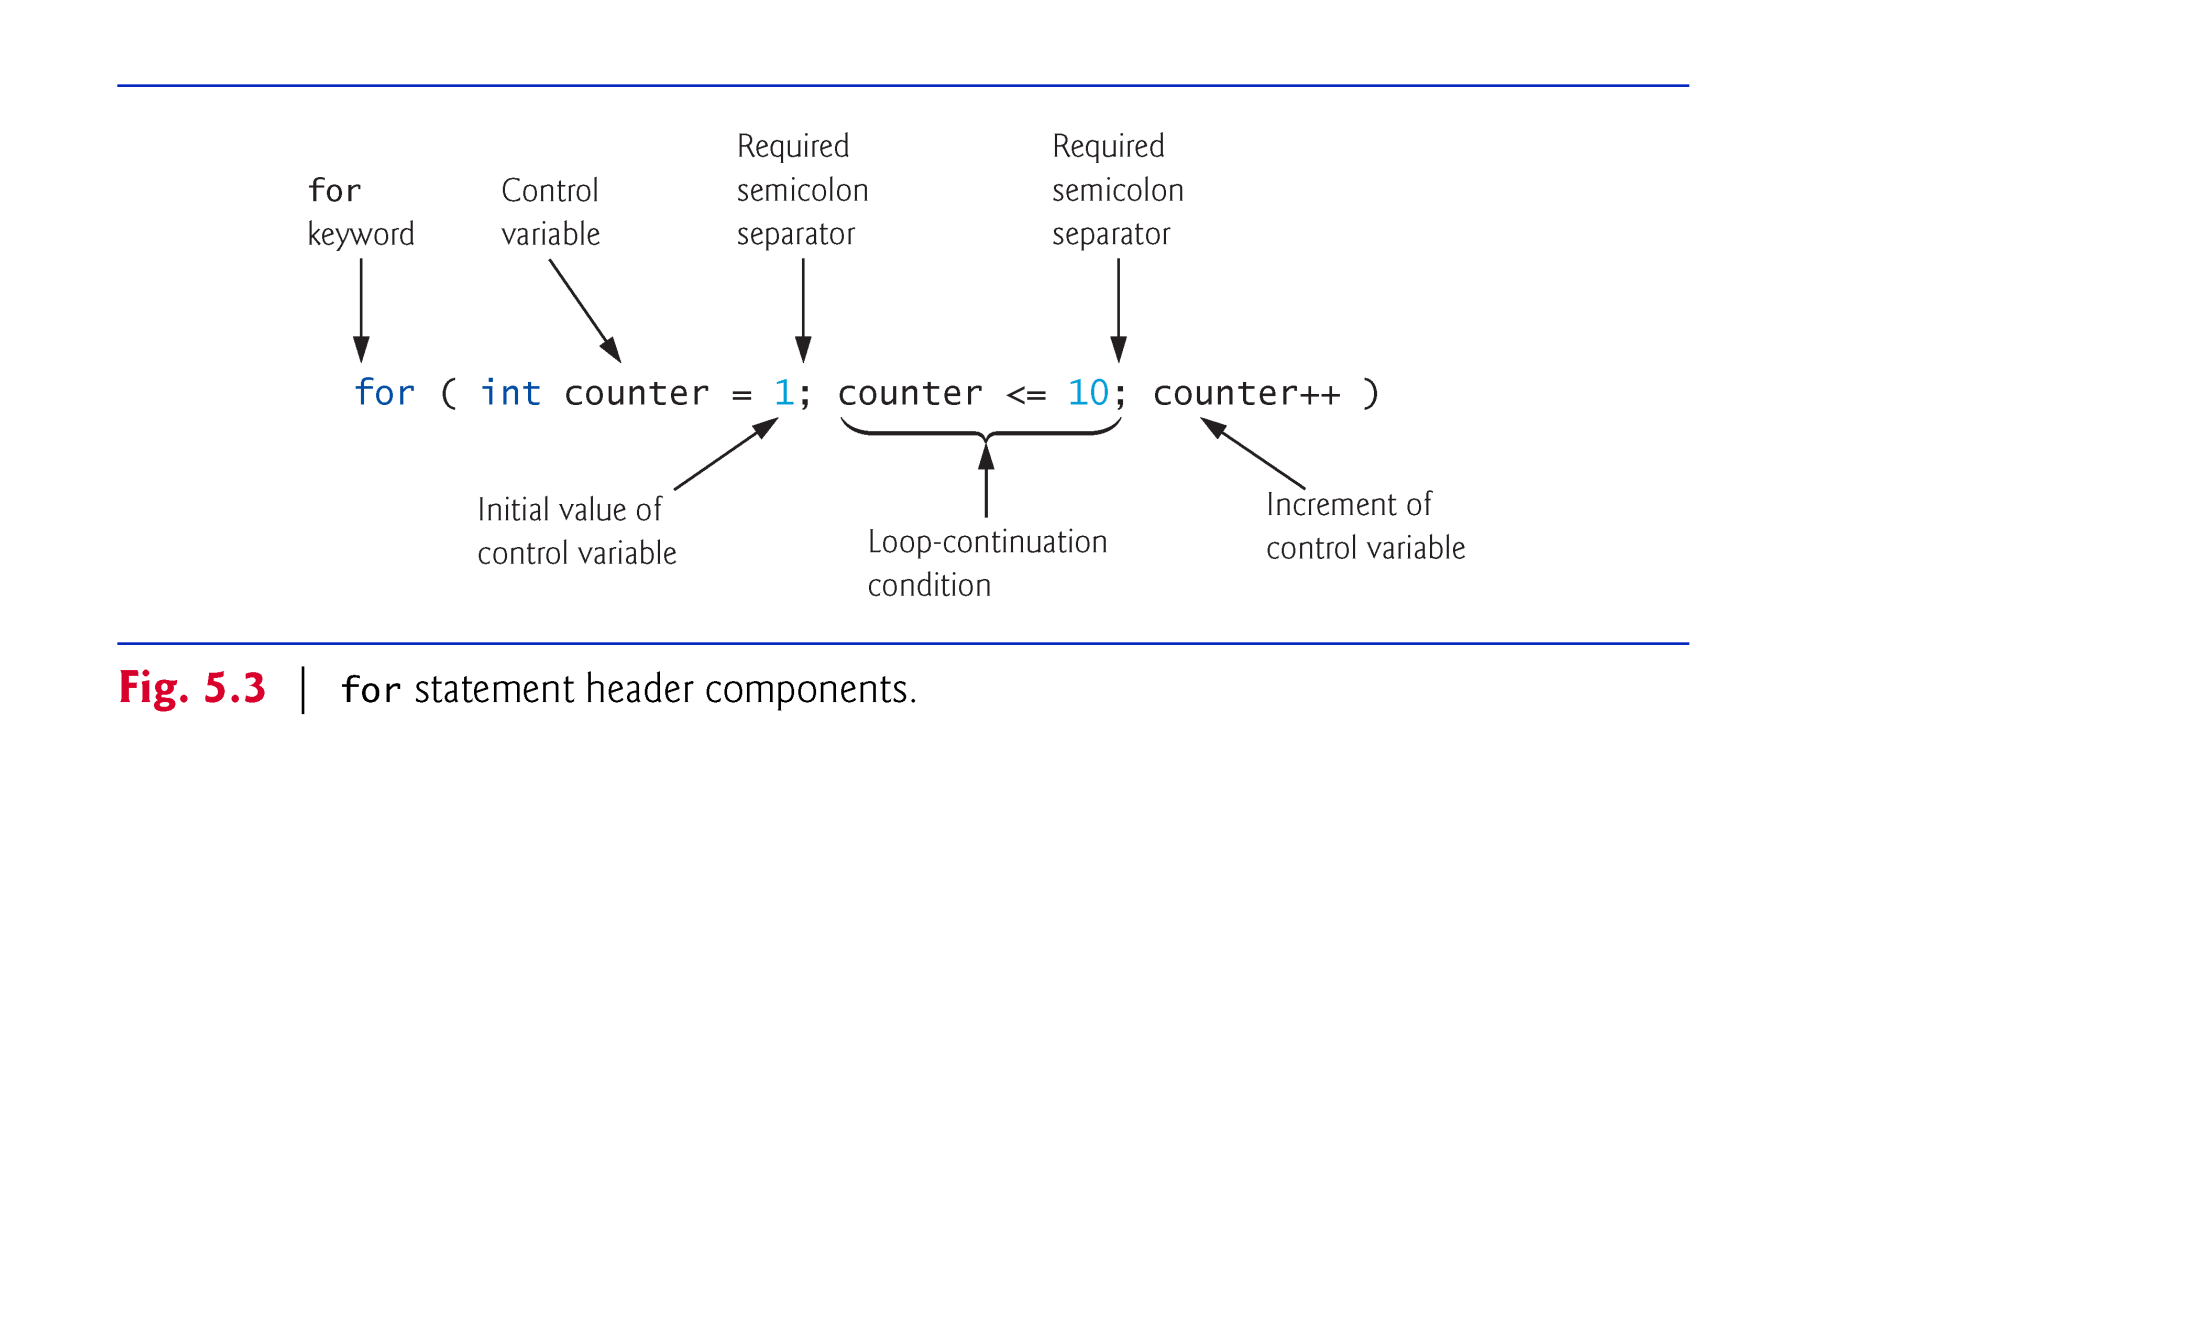 for
keyword
Control
variable
Required
semicolon
separator
Required
semicolon
separator
for ( int counter = 1; counter <= 10; counter++ )
Initial value of
control variable
Loop-continuation
condition
Increment of
control variable
Fig. 5.3 | for statement header components.